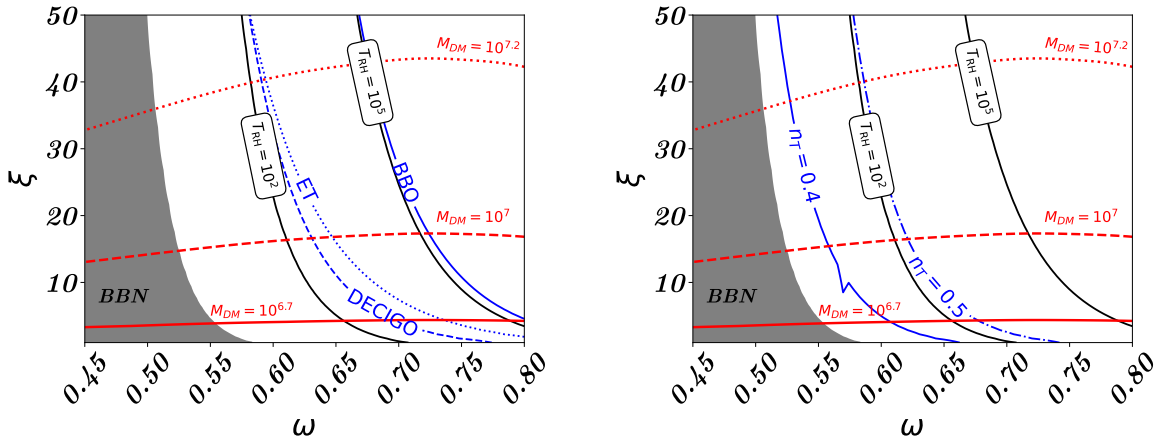 50
40
30
20
10
ξ
M_DM = 10^7.2
T_RH = 10^5
T_RH = 10^2
ET
BBO
M_DM = 10^7
DECIGO
M_DM = 10^6.7
BBN
0.45 0.50 0.55 0.60 0.65 0.70 0.75 0.80
ω
50
40
30
20
10
ξ
M_DM = 10^7.2
T_RH = 10^5
n_T = 0.4
T_RH = 10^2
M_DM = 10^7
n_T = 0.5
M_DM = 10^6.7
BBN
0.45 0.50 0.55 0.60 0.65 0.70 0.75 0.80
ω